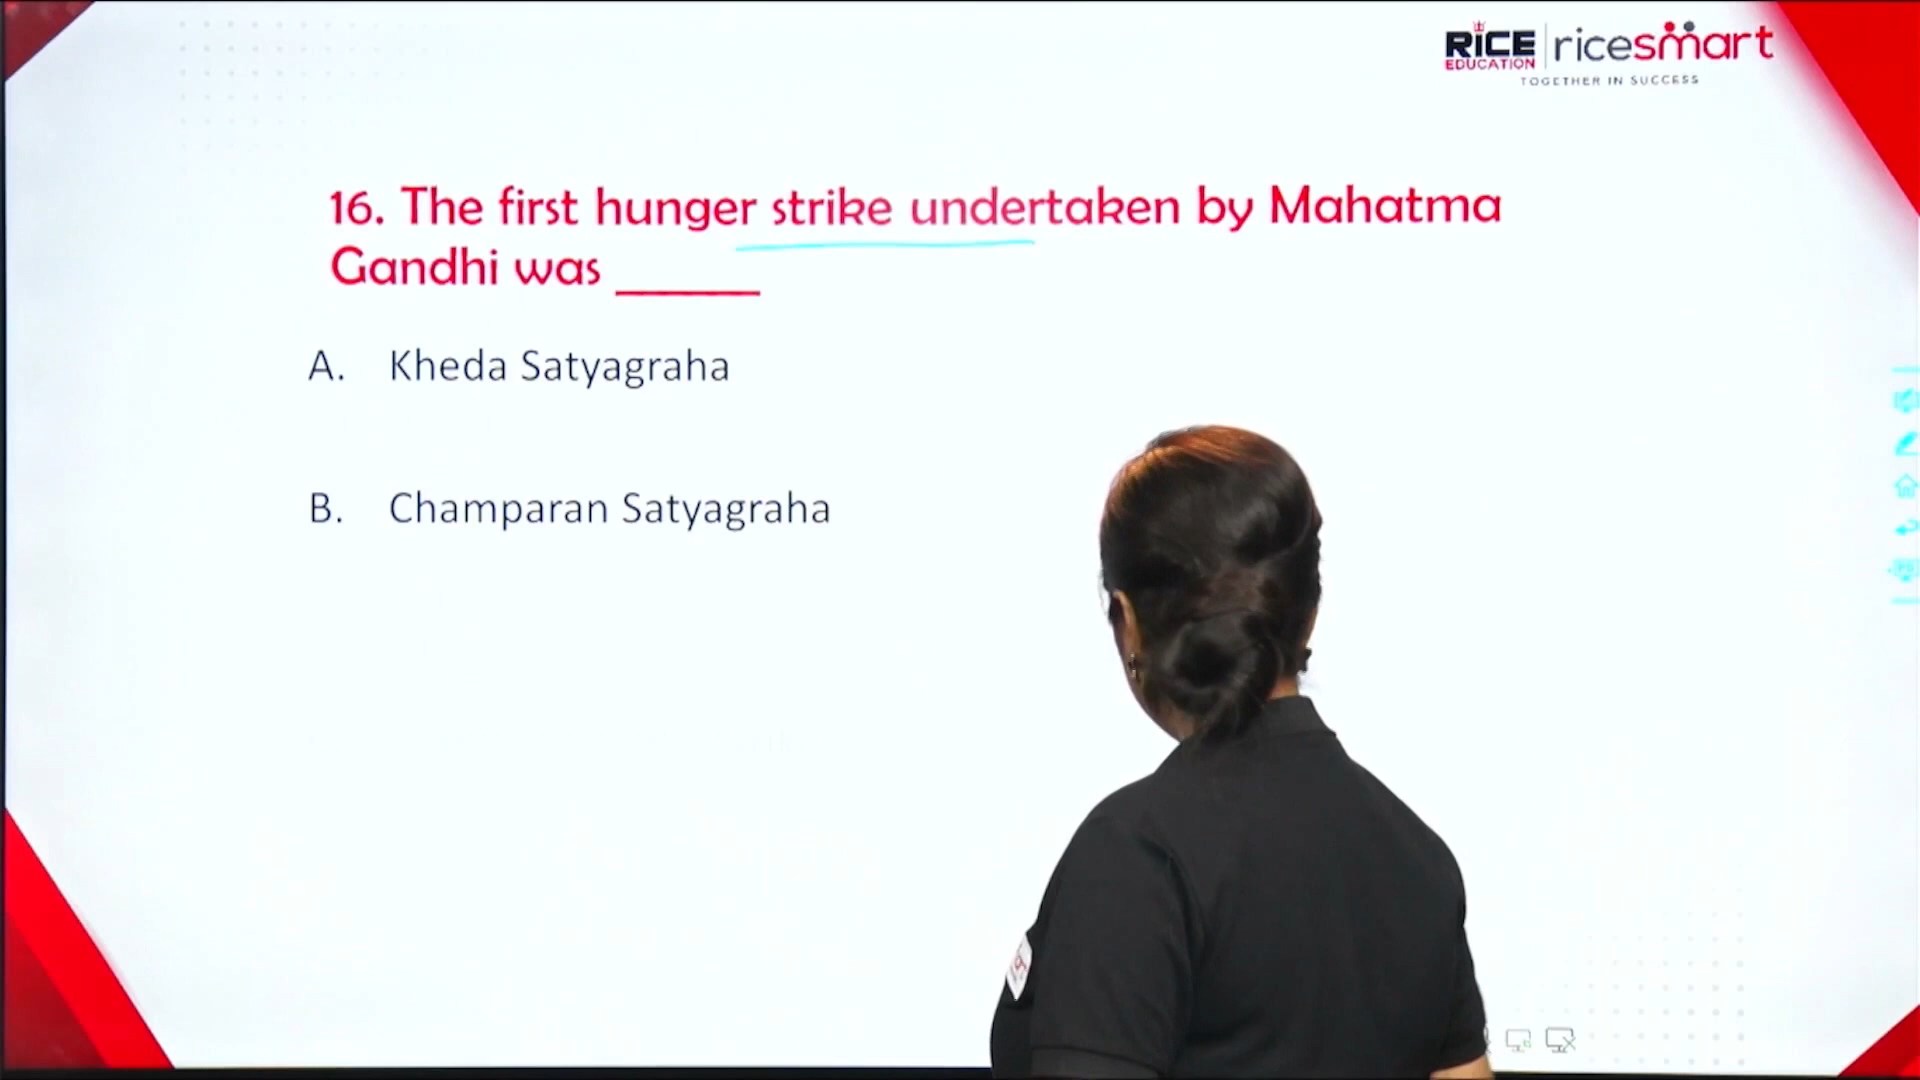 RICE
EDUCATION
ricesmart
TOGETHER IN SUCCESS
16. The first hunger strike undertaken by Mahatma
Gandhi was ______
A. Kheda Satyagraha
B. Champaran Satyagraha